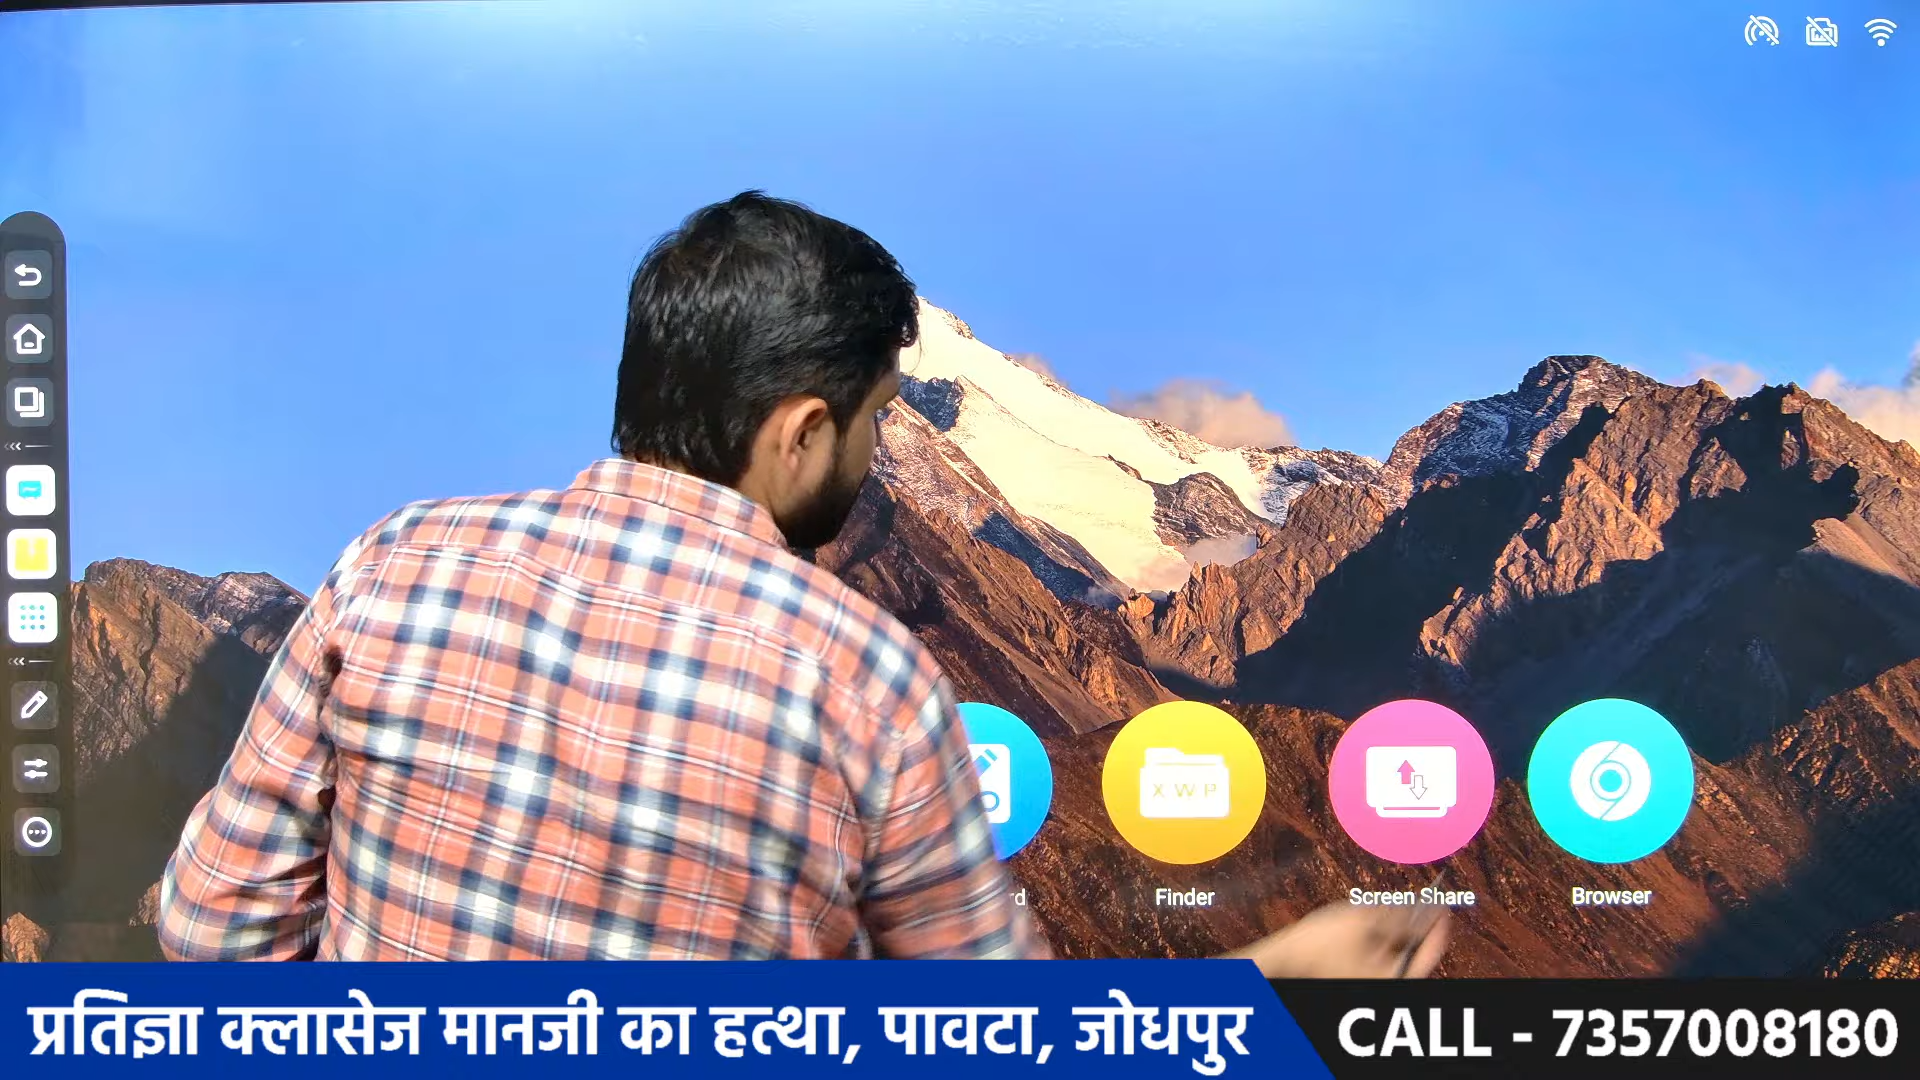 X W P
Finder
Screen Share
Browser
प्रतिज्ञा क्लासेज मानजी का हत्था, पावटा, जोधपुर
CALL - 7357008180